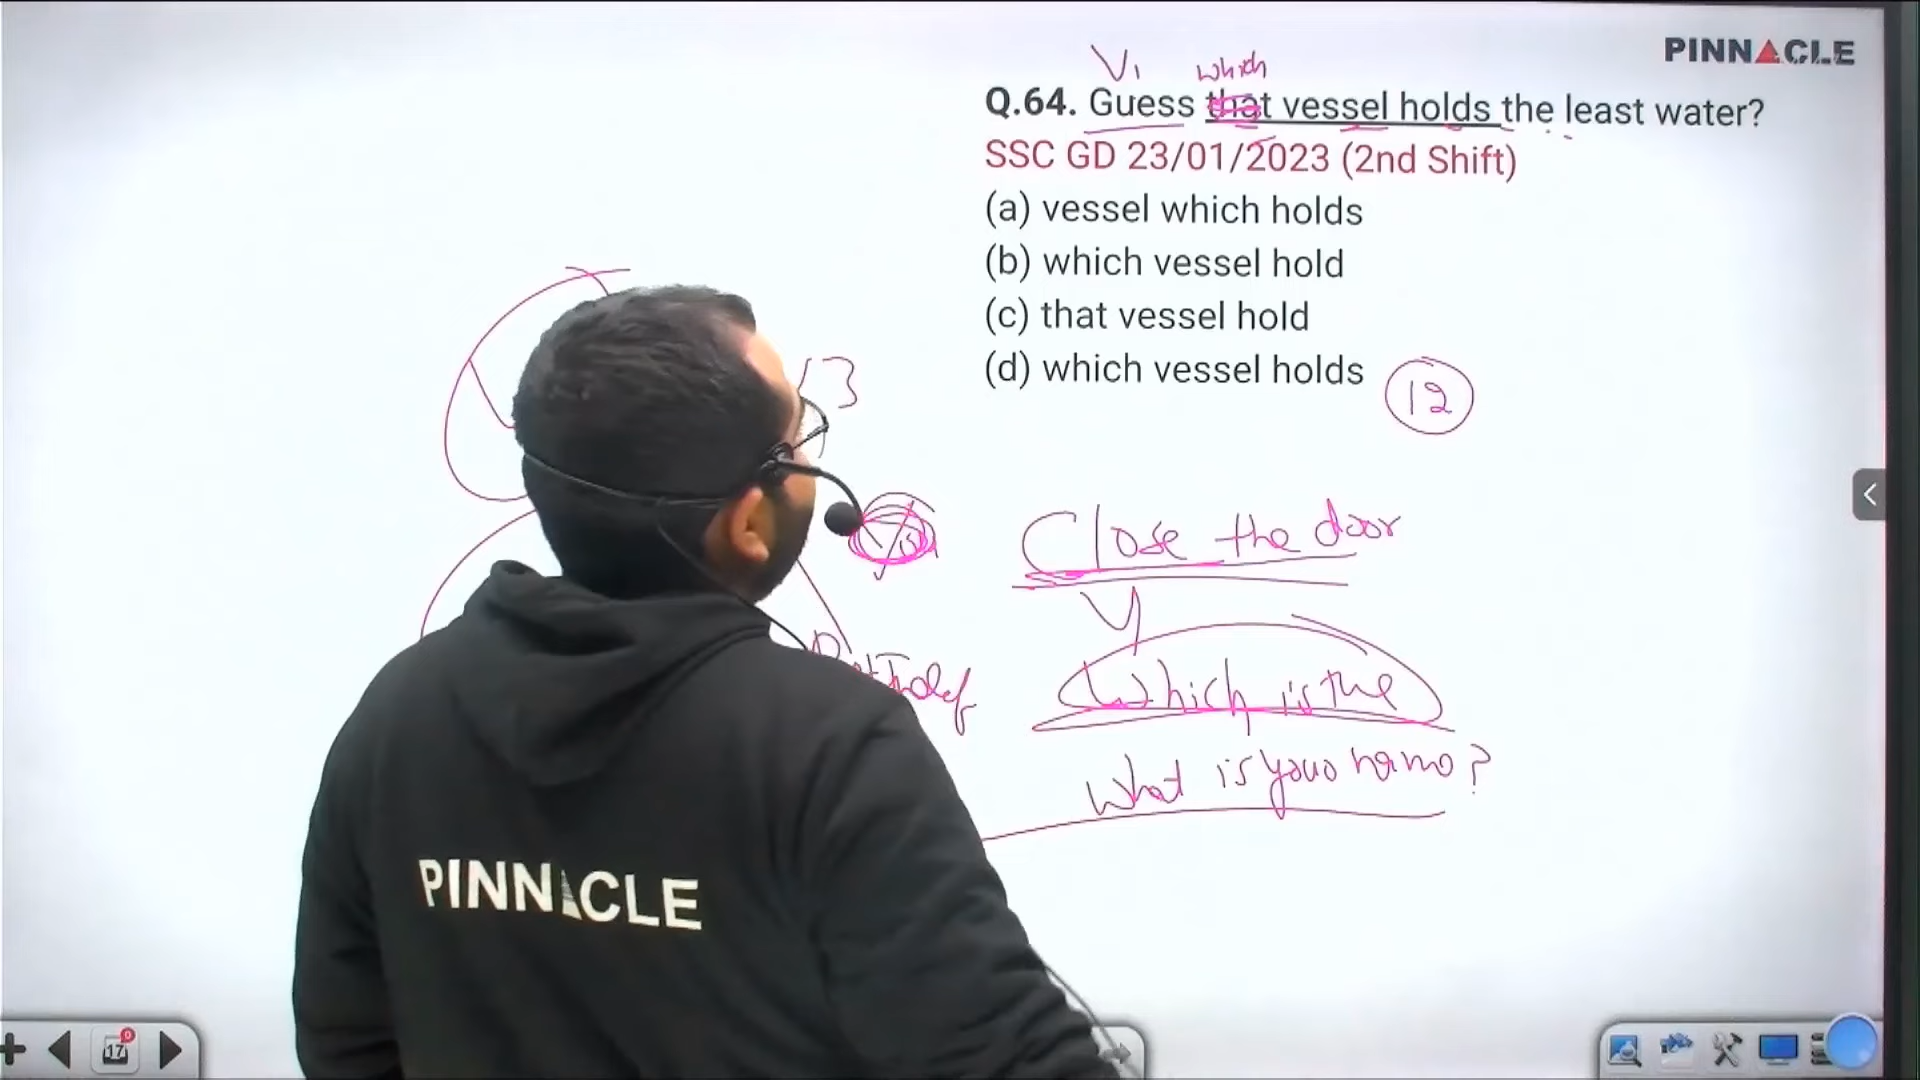 PINNACLE
V1 which
Q.64. Guess that vessel holds the least water?
SSC GD 23/01/2023 (2nd Shift)
(a) vessel which holds
(b) which vessel hold
(c) that vessel hold
(d) which vessel holds
12
Close the door
Which is the
What is your name?
PINNACLE
17
0